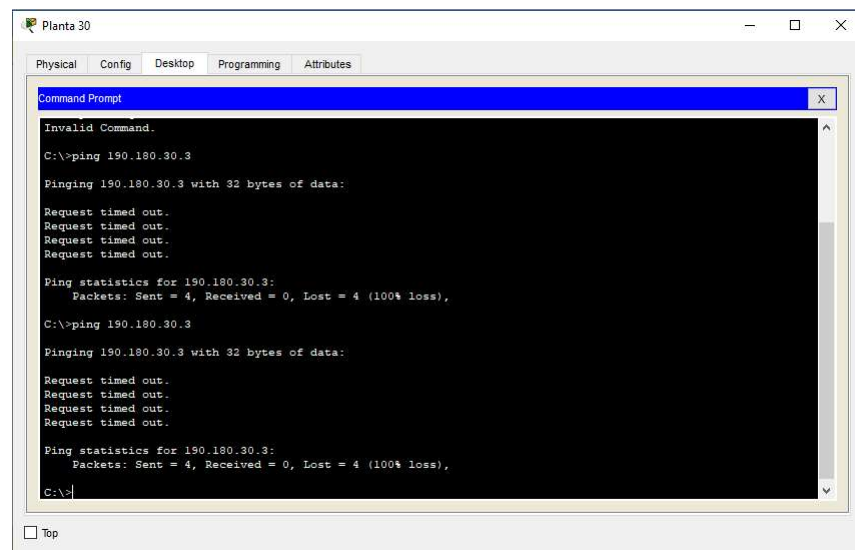 Planta 30
Physical Config Desktop Programming Attributes
Command Prompt
X
Invalid Command.
C:\>ping 190.180.30.3
Pinging 190.180.30.3 with 32 bytes of data:
Request timed out.
Request timed out.
Request timed out.
Request timed out.
Ping statistics for 190.180.30.3:
Packets: Sent = 4, Received = 0, Lost = 4 (100% loss),
C:\>ping 190.180.30.3
Pinging 190.180.30.3 with 32 bytes of data:
Request timed out.
Request timed out.
Request timed out.
Request timed out.
Ping statistics for 190.180.30.3:
Packets: Sent = 4, Received = 0, Lost = 4 (100% loss),
C:\>
Top